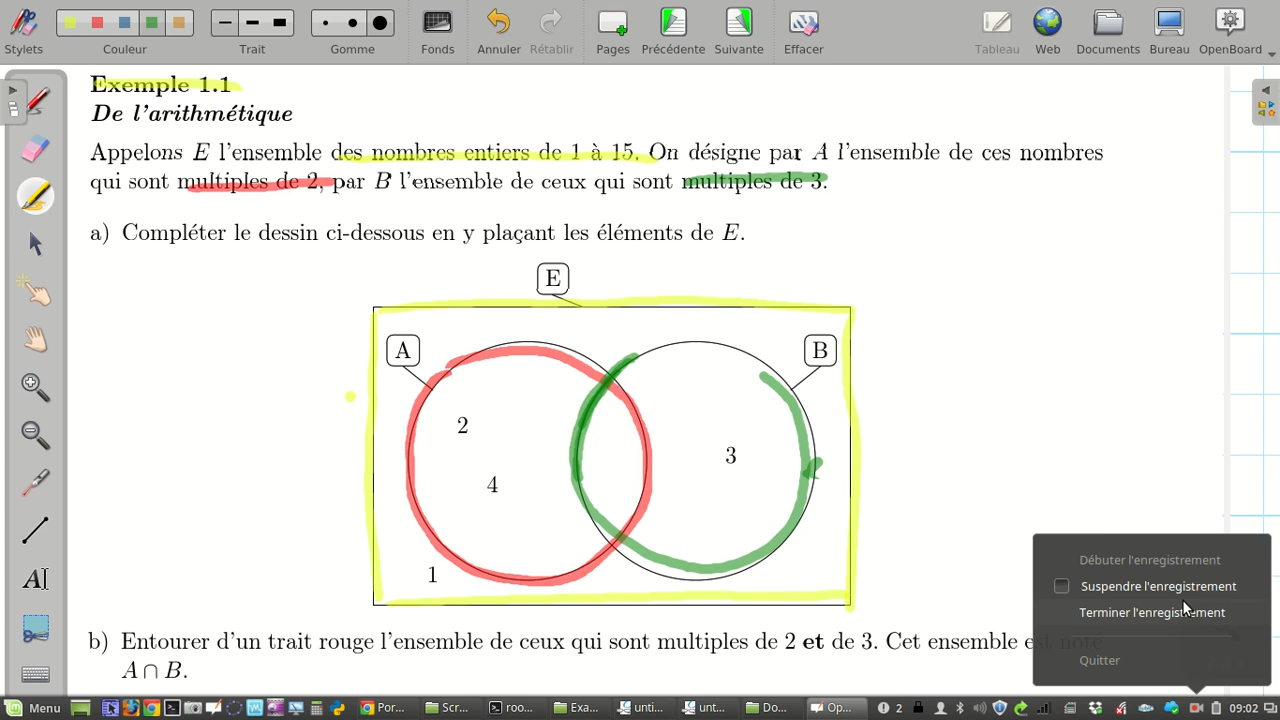 Stylets Couleur Trait Gomme Fonds Annuler Rétablir Pages Précédente Suivante Effacer Tableau Web Documents Bureau OpenBoard
Exemple 1.1
De l'arithmétique
Appelons E l'ensemble des nombres entiers de 1 à 15. On désigne par A l'ensemble de ces nombres
qui sont multiples de 2, par B l'ensemble de ceux qui sont multiples de 3.
a) Compléter le dessin ci-dessous en y plaçant les éléments de E.
E
A
B
2
3
4
1
Débuter l'enregistrement
Suspendre l'enregistrement
Terminer l'enregistrement
Quitter
b) Entourer d'un trait rouge l'ensemble de ceux qui sont multiples de 2 et de 3. Cet ensemble est noté
A ∩ B.
A
Menu Por... Scr... roo... Exa... unti... unt... Do... Op... 2 09:02